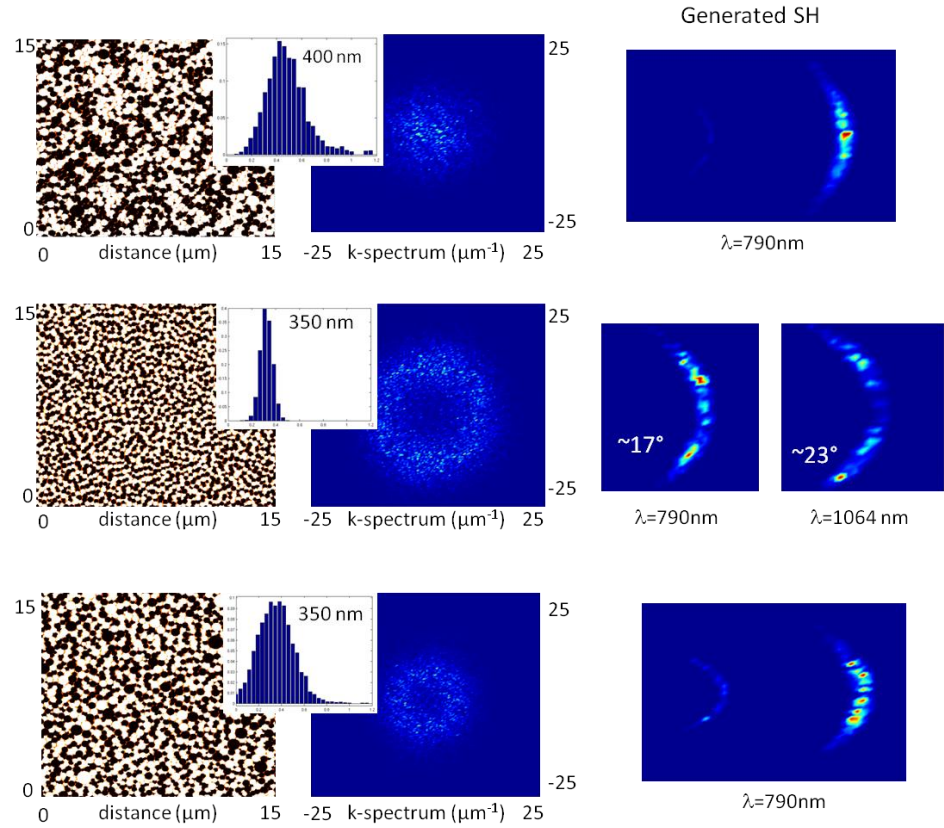 Generated SH
15
400 nm
25
0
-25
0
distance (µm)
15
-25
k-spectrum (µm⁻¹)
25
λ=790nm
15
350 nm
25
~17°
~23°
0
-25
0
distance (µm)
15
-25
k-spectrum (µm⁻¹)
25
λ=790nm
λ=1064 nm
15
350 nm
25
0
-25
0
distance (µm)
15
-25
k-spectrum (µm⁻¹)
25
λ=790nm